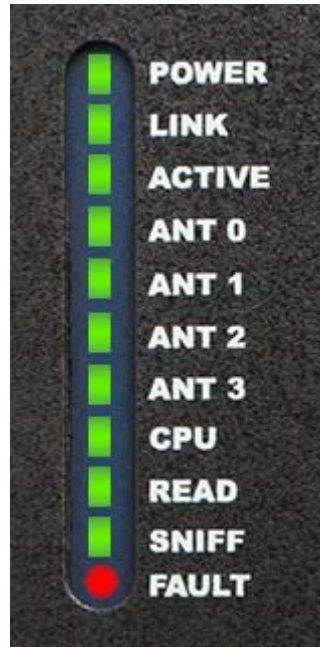 POWER
LINK
ACTIVE
ANT 0
ANT 1
ANT 2
ANT 3
CPU
READ
SNIFF
FAULT